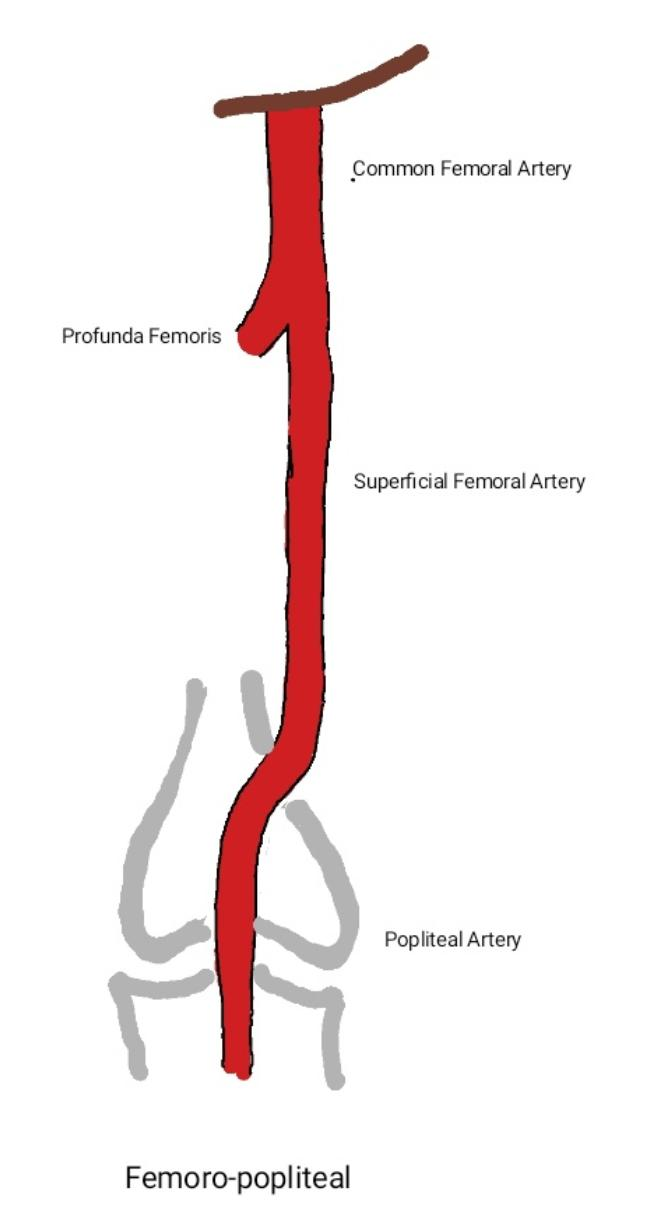 Common Femoral Artery
Profunda Femoris
Superficial Femoral Artery
Popliteal Artery
Femoro-popliteal